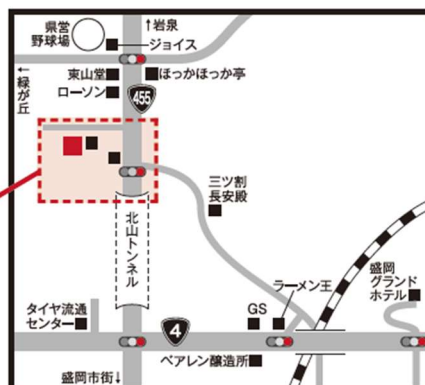 県営
野球場
↑岩泉
ジョイス
←緑が丘
東山堂
ほっかほっか亭
ローソン
455
三ツ割
長安殿
北山トンネル
盛岡
グランド
ホテル
ラーメン王
GS
タイヤ流通
センター
4
ベアレン醸造所
盛岡市街↓